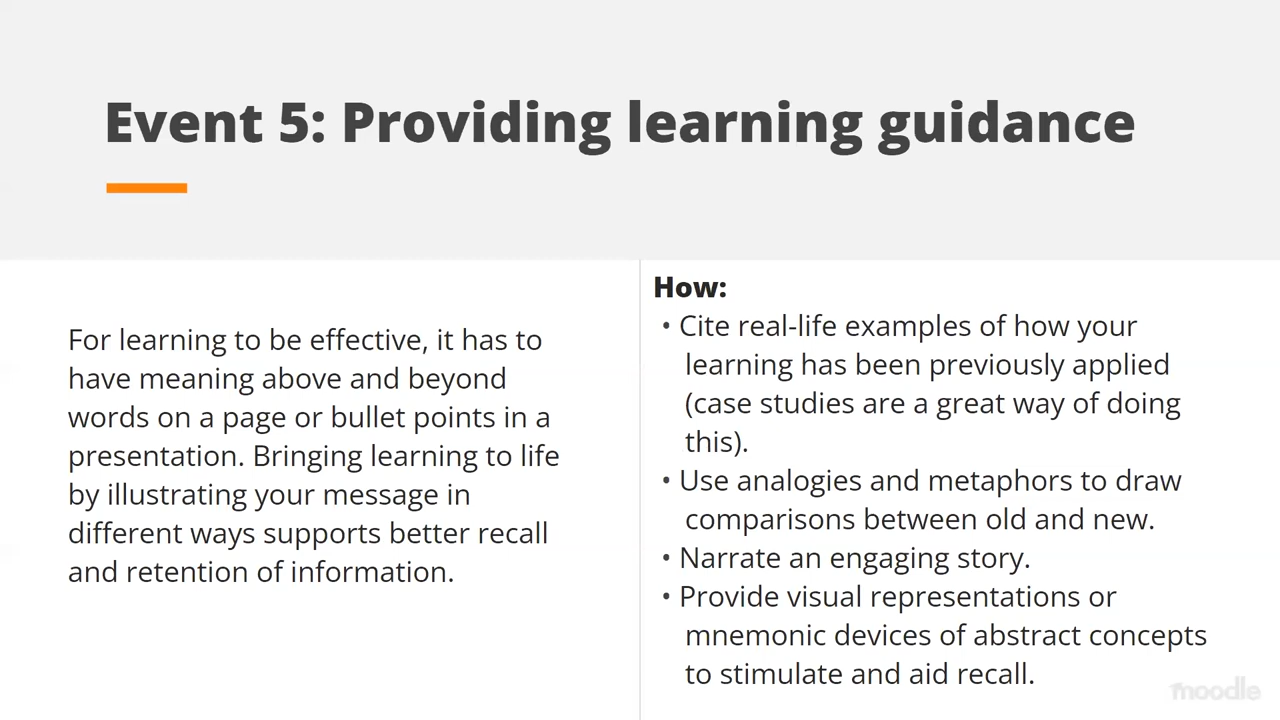 Event 5: Providing learning guidance
For learning to be effective, it has to
have meaning above and beyond
words on a page or bullet points in a
presentation. Bringing learning to life
by illustrating your message in
different ways supports better recall
and retention of information.
How:
• Cite real-life examples of how your
learning has been previously applied
(case studies are a great way of doing
this).
• Use analogies and metaphors to draw
comparisons between old and new.
• Narrate an engaging story.
• Provide visual representations or
mnemonic devices of abstract concepts
to stimulate and aid recall.
moodle